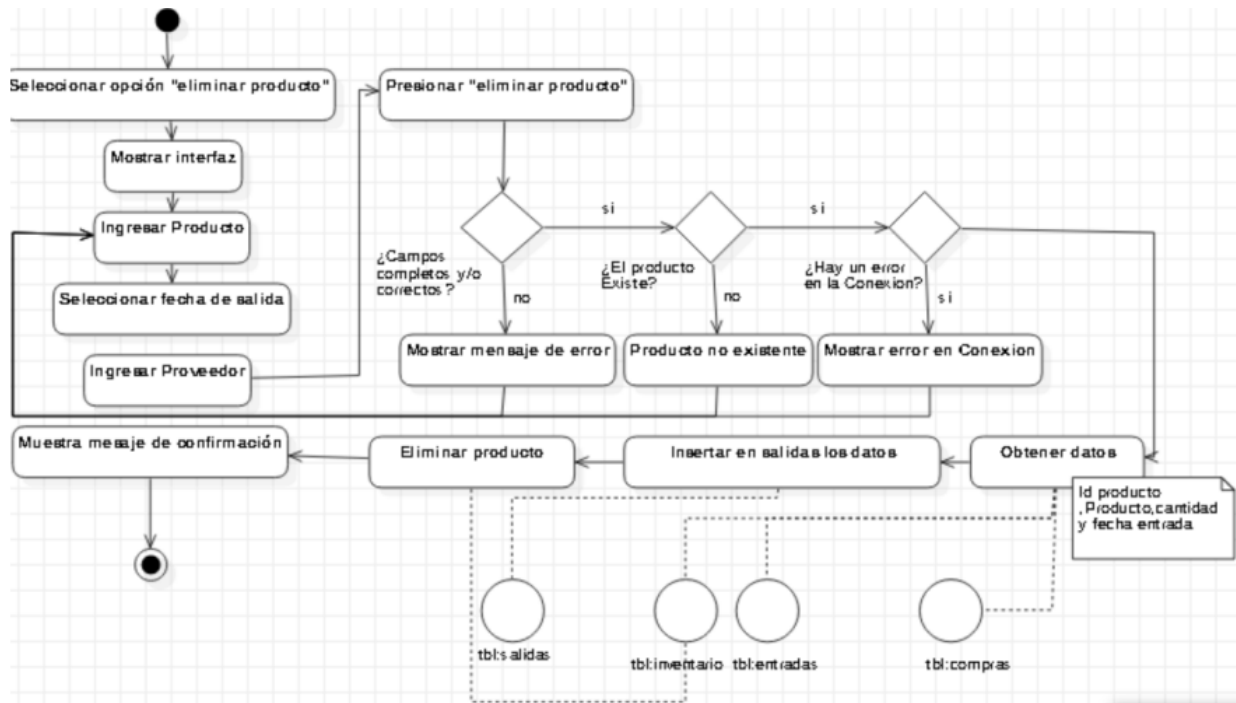 Seleccionar opción "eliminar producto"
Presionar "eliminar producto"
Mostrar interfaz
Ingresar Producto
si
si
¿Campos
completos y/o
correctos?
¿El producto
Existe?
¿Hay un error
en la Conexion?
Seleccionar fecha de salida
no
no
si
Mostrar mensaje de error
Producto no existente
Mostrar error en Conexion
Ingresar Proveedor
Muestra mesaje de confirmación
Eliminar producto
Insertar en salidas los datos
Obtener datos
Id producto
,Producto,cantidad
y fecha entrada
tbl:salidas
tbl:inventario
tbl:entradas
tbl:compras